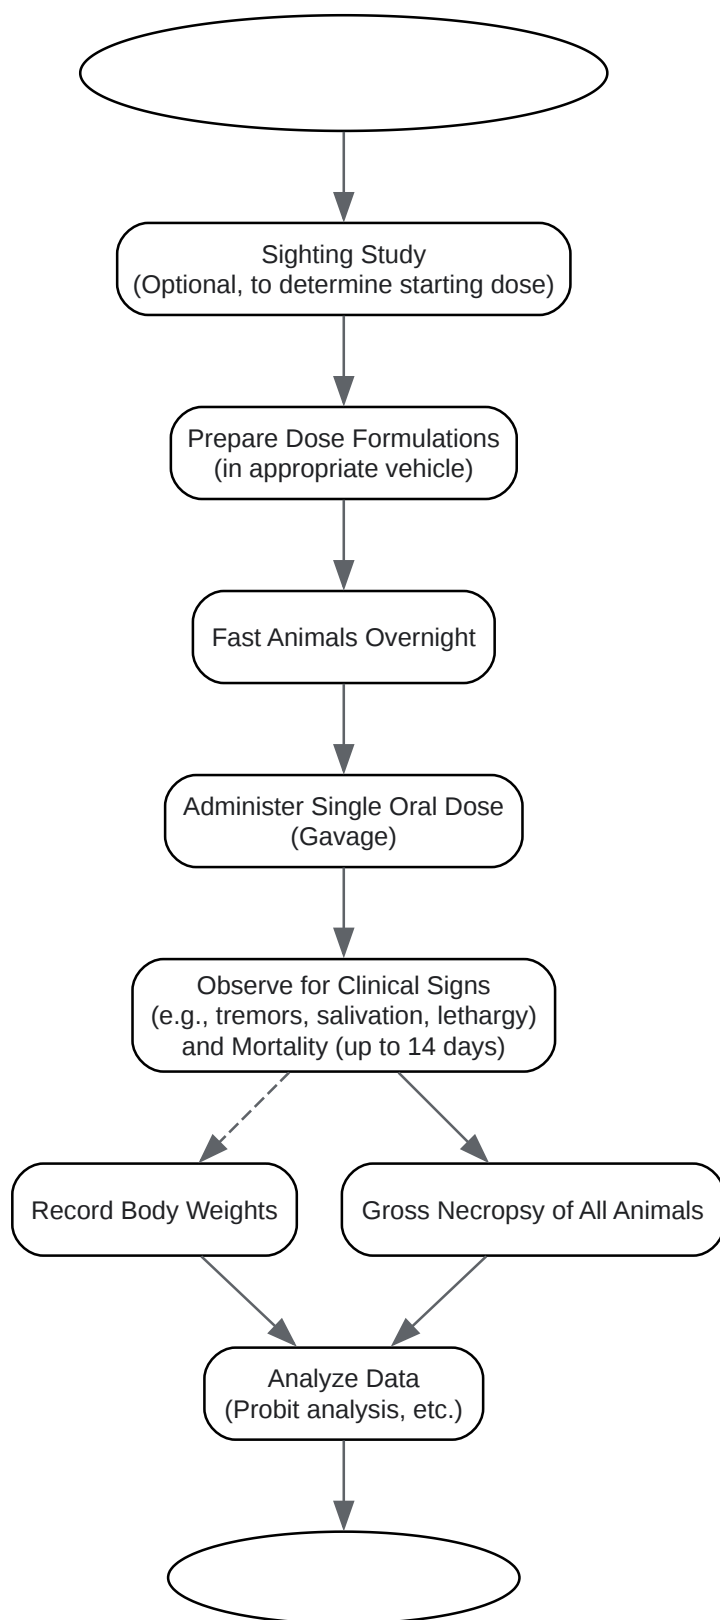 Sighting Study
(Optional, to determine starting dose)
Prepare Dose Formulations
(in appropriate vehicle)
Fast Animals Overnight
Administer Single Oral Dose
(Gavage)
Observe for Clinical Signs
(e.g., tremors, salivation, lethargy)
and Mortality (up to 14 days)
Record Body Weights
Gross Necropsy of All Animals
Analyze Data
(Probit analysis, etc.)